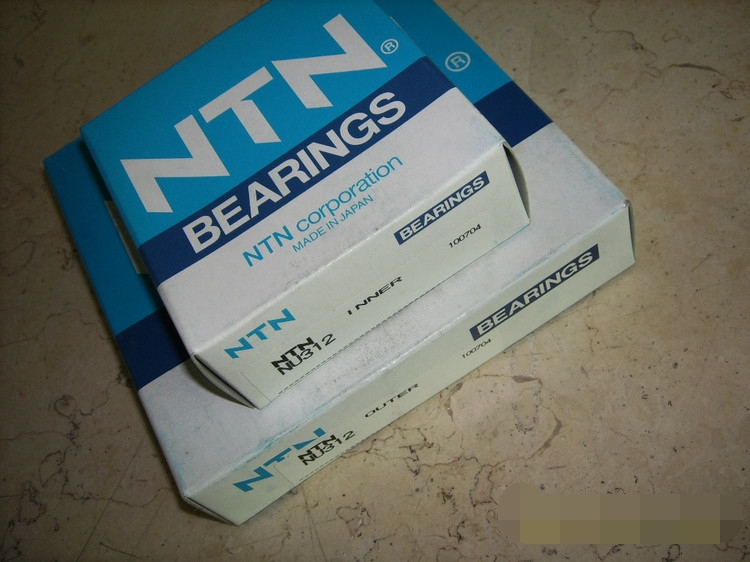 NTN®
BEARINGS
NTN corporation
MADE IN JAPAN
NTN
BEARINGS
NTN
NU312
INNER
100704
®
NTN
BEARINGS
NTN
NU312
OUTER
100704